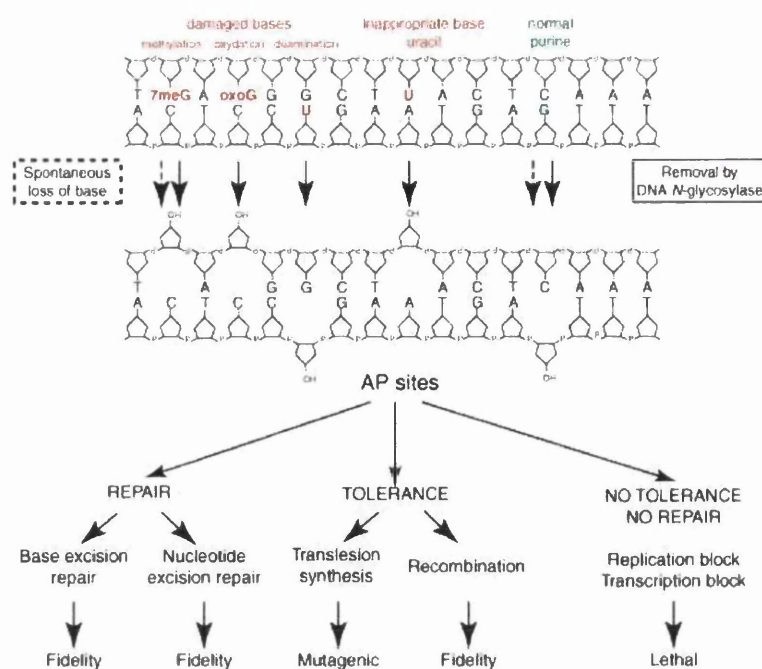 damaged bases
inappropriate base
normal
methylation oxydation deamination
uracil
purine
T 7meG A oxoG G G C T U A C T C A T A
A C T C C U G A A T G A G T A T
Spontaneous
loss of base
Removal by
DNA N-glycosylase
OH OH OH
T A G G C T A C T C A T A
A C T C C G A A T G A T A T
OH OH
AP sites
REPAIR
TOLERANCE
NO TOLERANCE
NO REPAIR
Base excision
repair
Nucleotide
excision repair
Translesion
synthesis
Recombination
Replication block
Transcription block
Fidelity
Fidelity
Mutagenic
Fidelity
Lethal